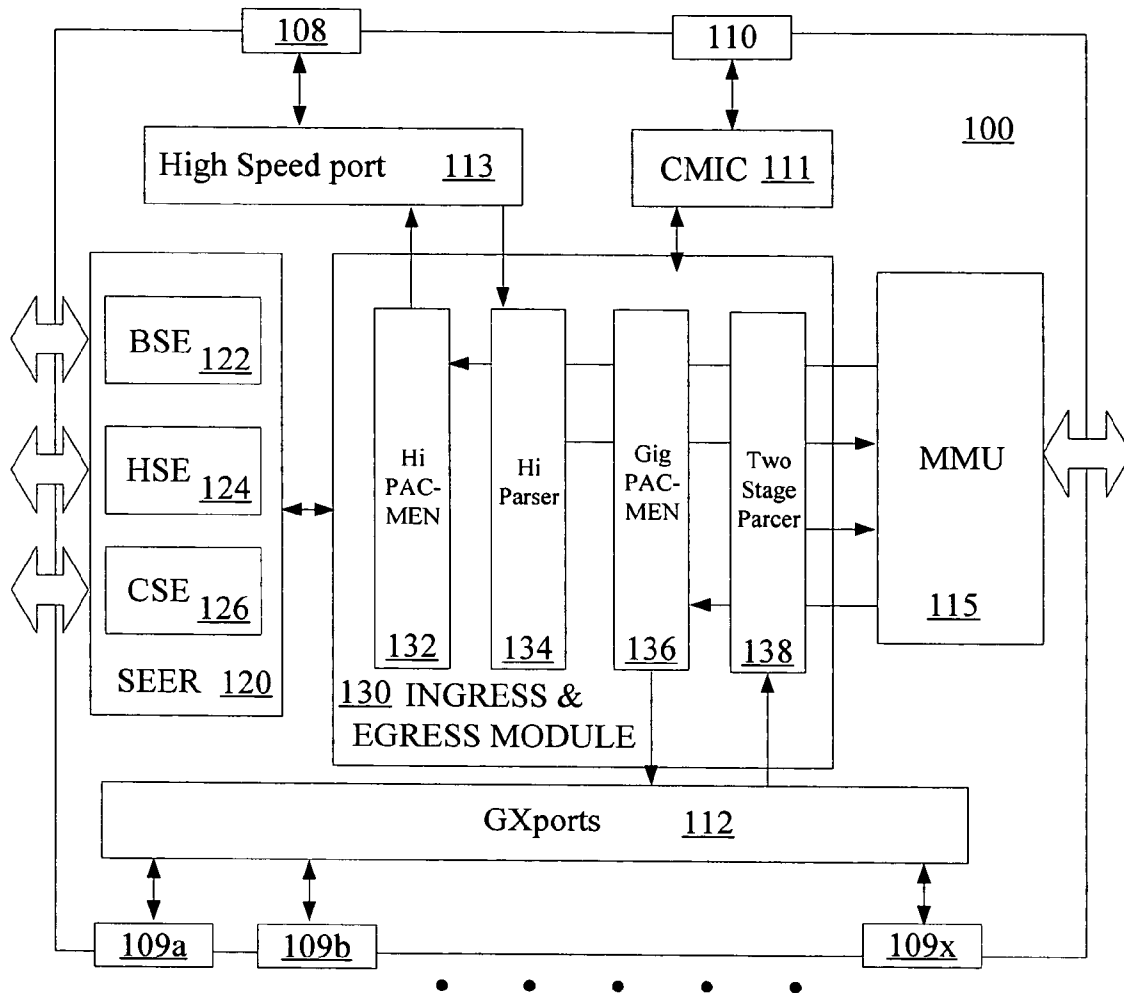 108
110
100
High Speed port 113
CMIC 111
BSE 122
HSE 124
CSE 126
SEER 120
Hi
PAC-
MEN
132
Hi
Parser
134
Gig
PAC-
MEN
136
Two
Stage
Parcer
138
130 INGRESS &
EGRESS MODULE
MMU
115
GXports 112
109a
109b
109x